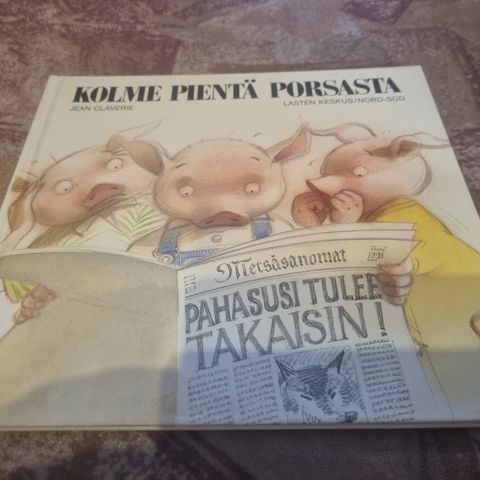 KOLME PIENTÄ PORSASTA
JEAN CLAVERIE
LASTEN KESKUS/NORD-SÜD
Metsäsanomat
PAHASUSI TULEE
TAKAISIN!